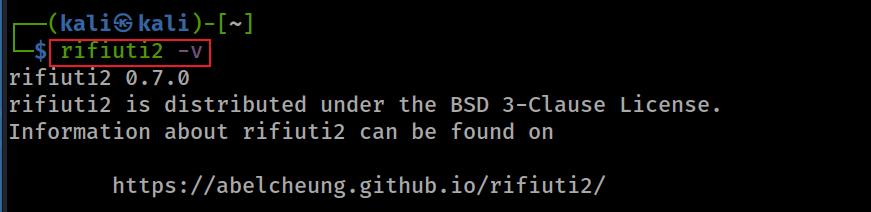 ┌──(kali㉿kali)-[~]
└─$ rifiuti2 -v
rifiuti2 0.7.0
rifiuti2 is distributed under the BSD 3-Clause License.
Information about rifiuti2 can be found on
https://abelcheung.github.io/rifiuti2/